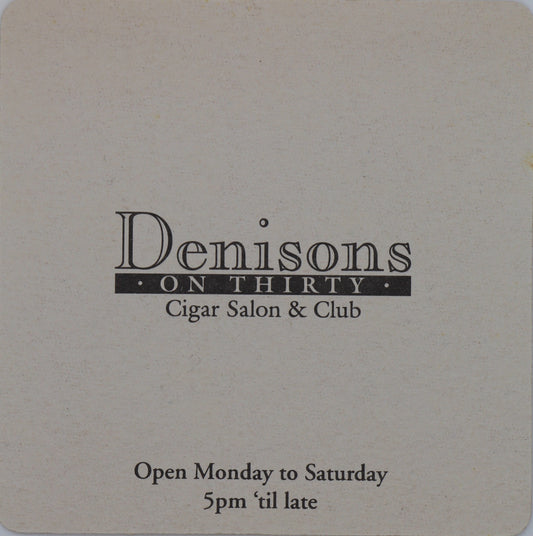 Denisons
· ON THIRTY ·
Cigar Salon & Club
Open Monday to Saturday
5pm ‘til late